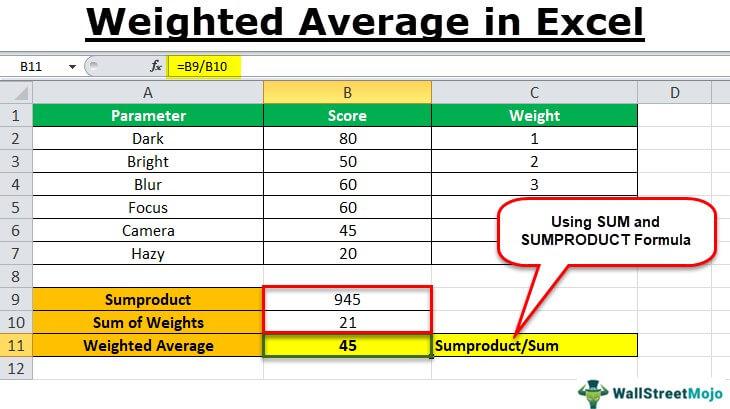 Weighted Average in Excel
B11 fx =B9/B10
A B C D
1 Parameter Score Weight
2 Dark 80 1
3 Bright 50 2
4 Blur 60 3
5 Focus 60
6 Camera 45
7 Hazy 20
Using SUM and
SUMPRODUCT Formula
8
9 Sumproduct 945
10 Sum of Weights 21
11 Weighted Average 45 Sumproduct/Sum
12
WallStreetMojo